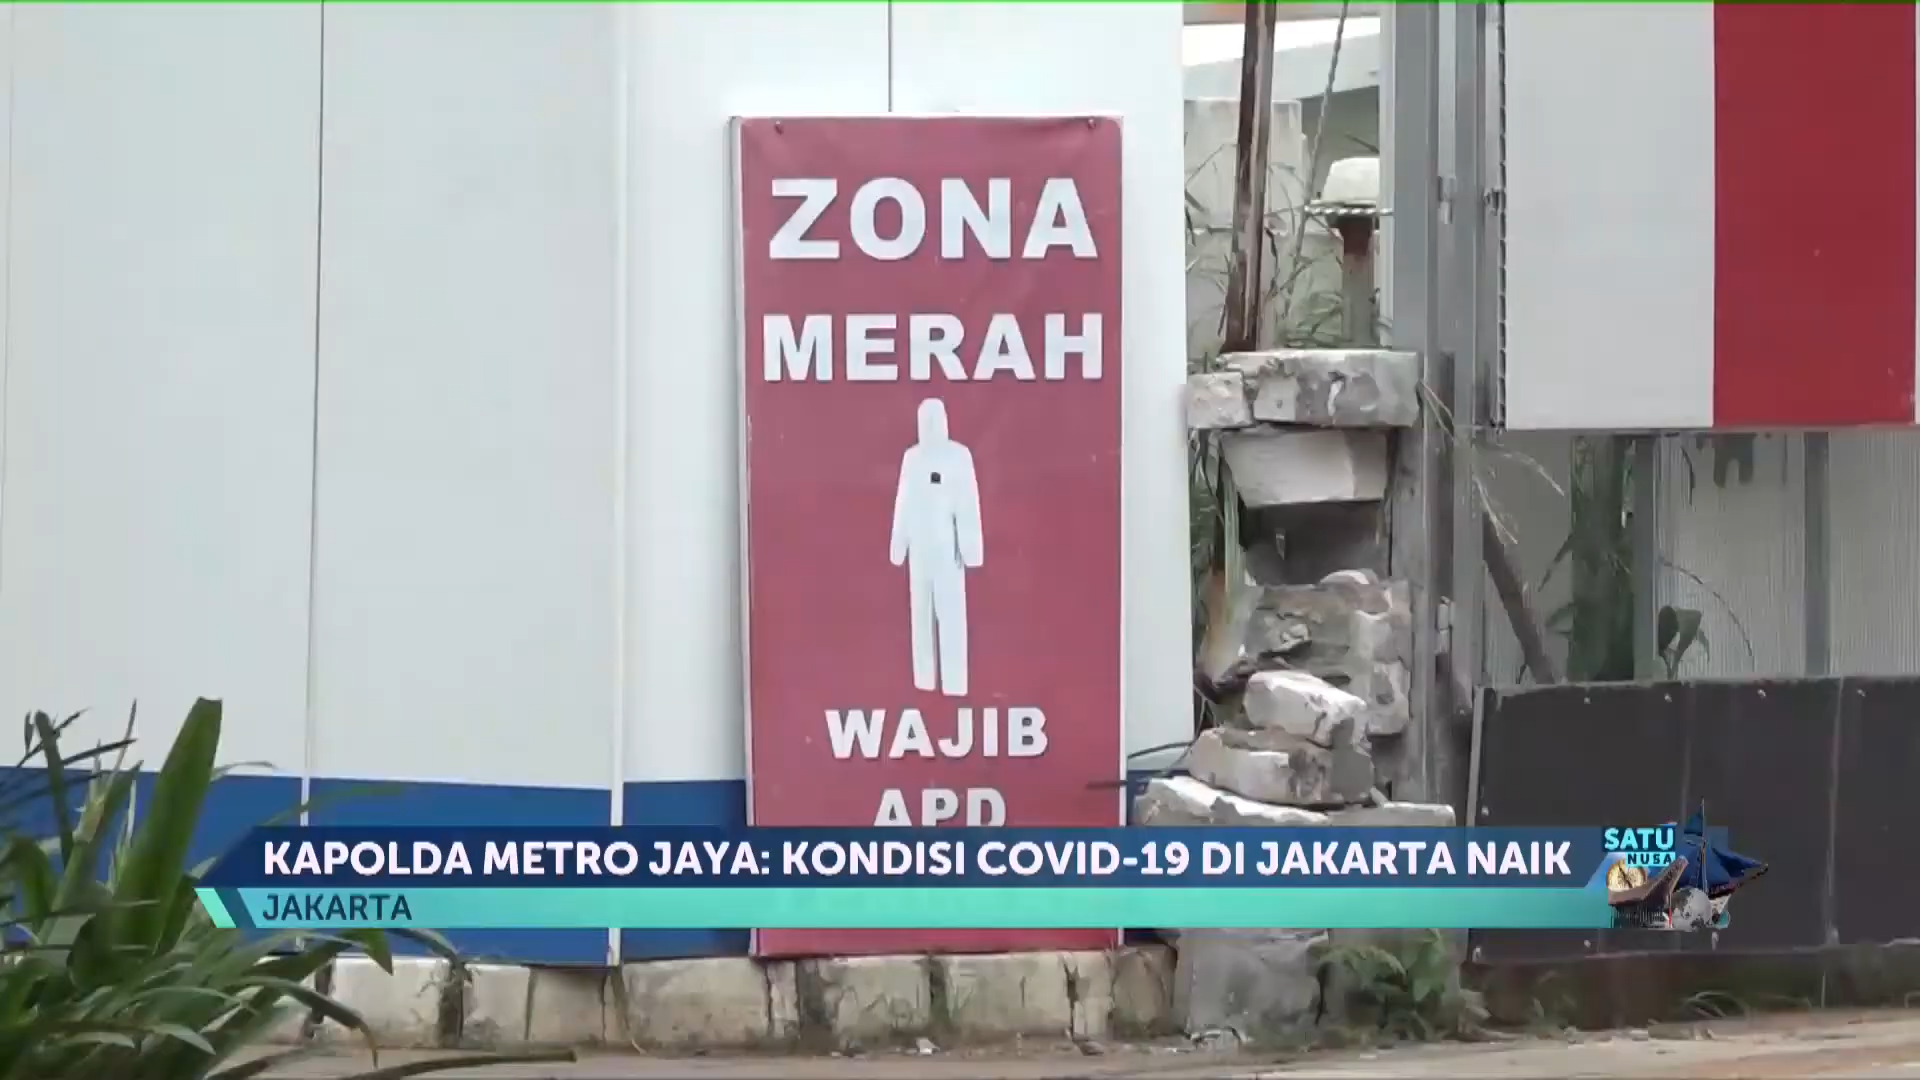 ZONA
MERAH
WAJIB
APD
KAPOLDA METRO JAYA: KONDISI COVID-19 DI JAKARTA NAIK
JAKARTA
SATU
NUSA